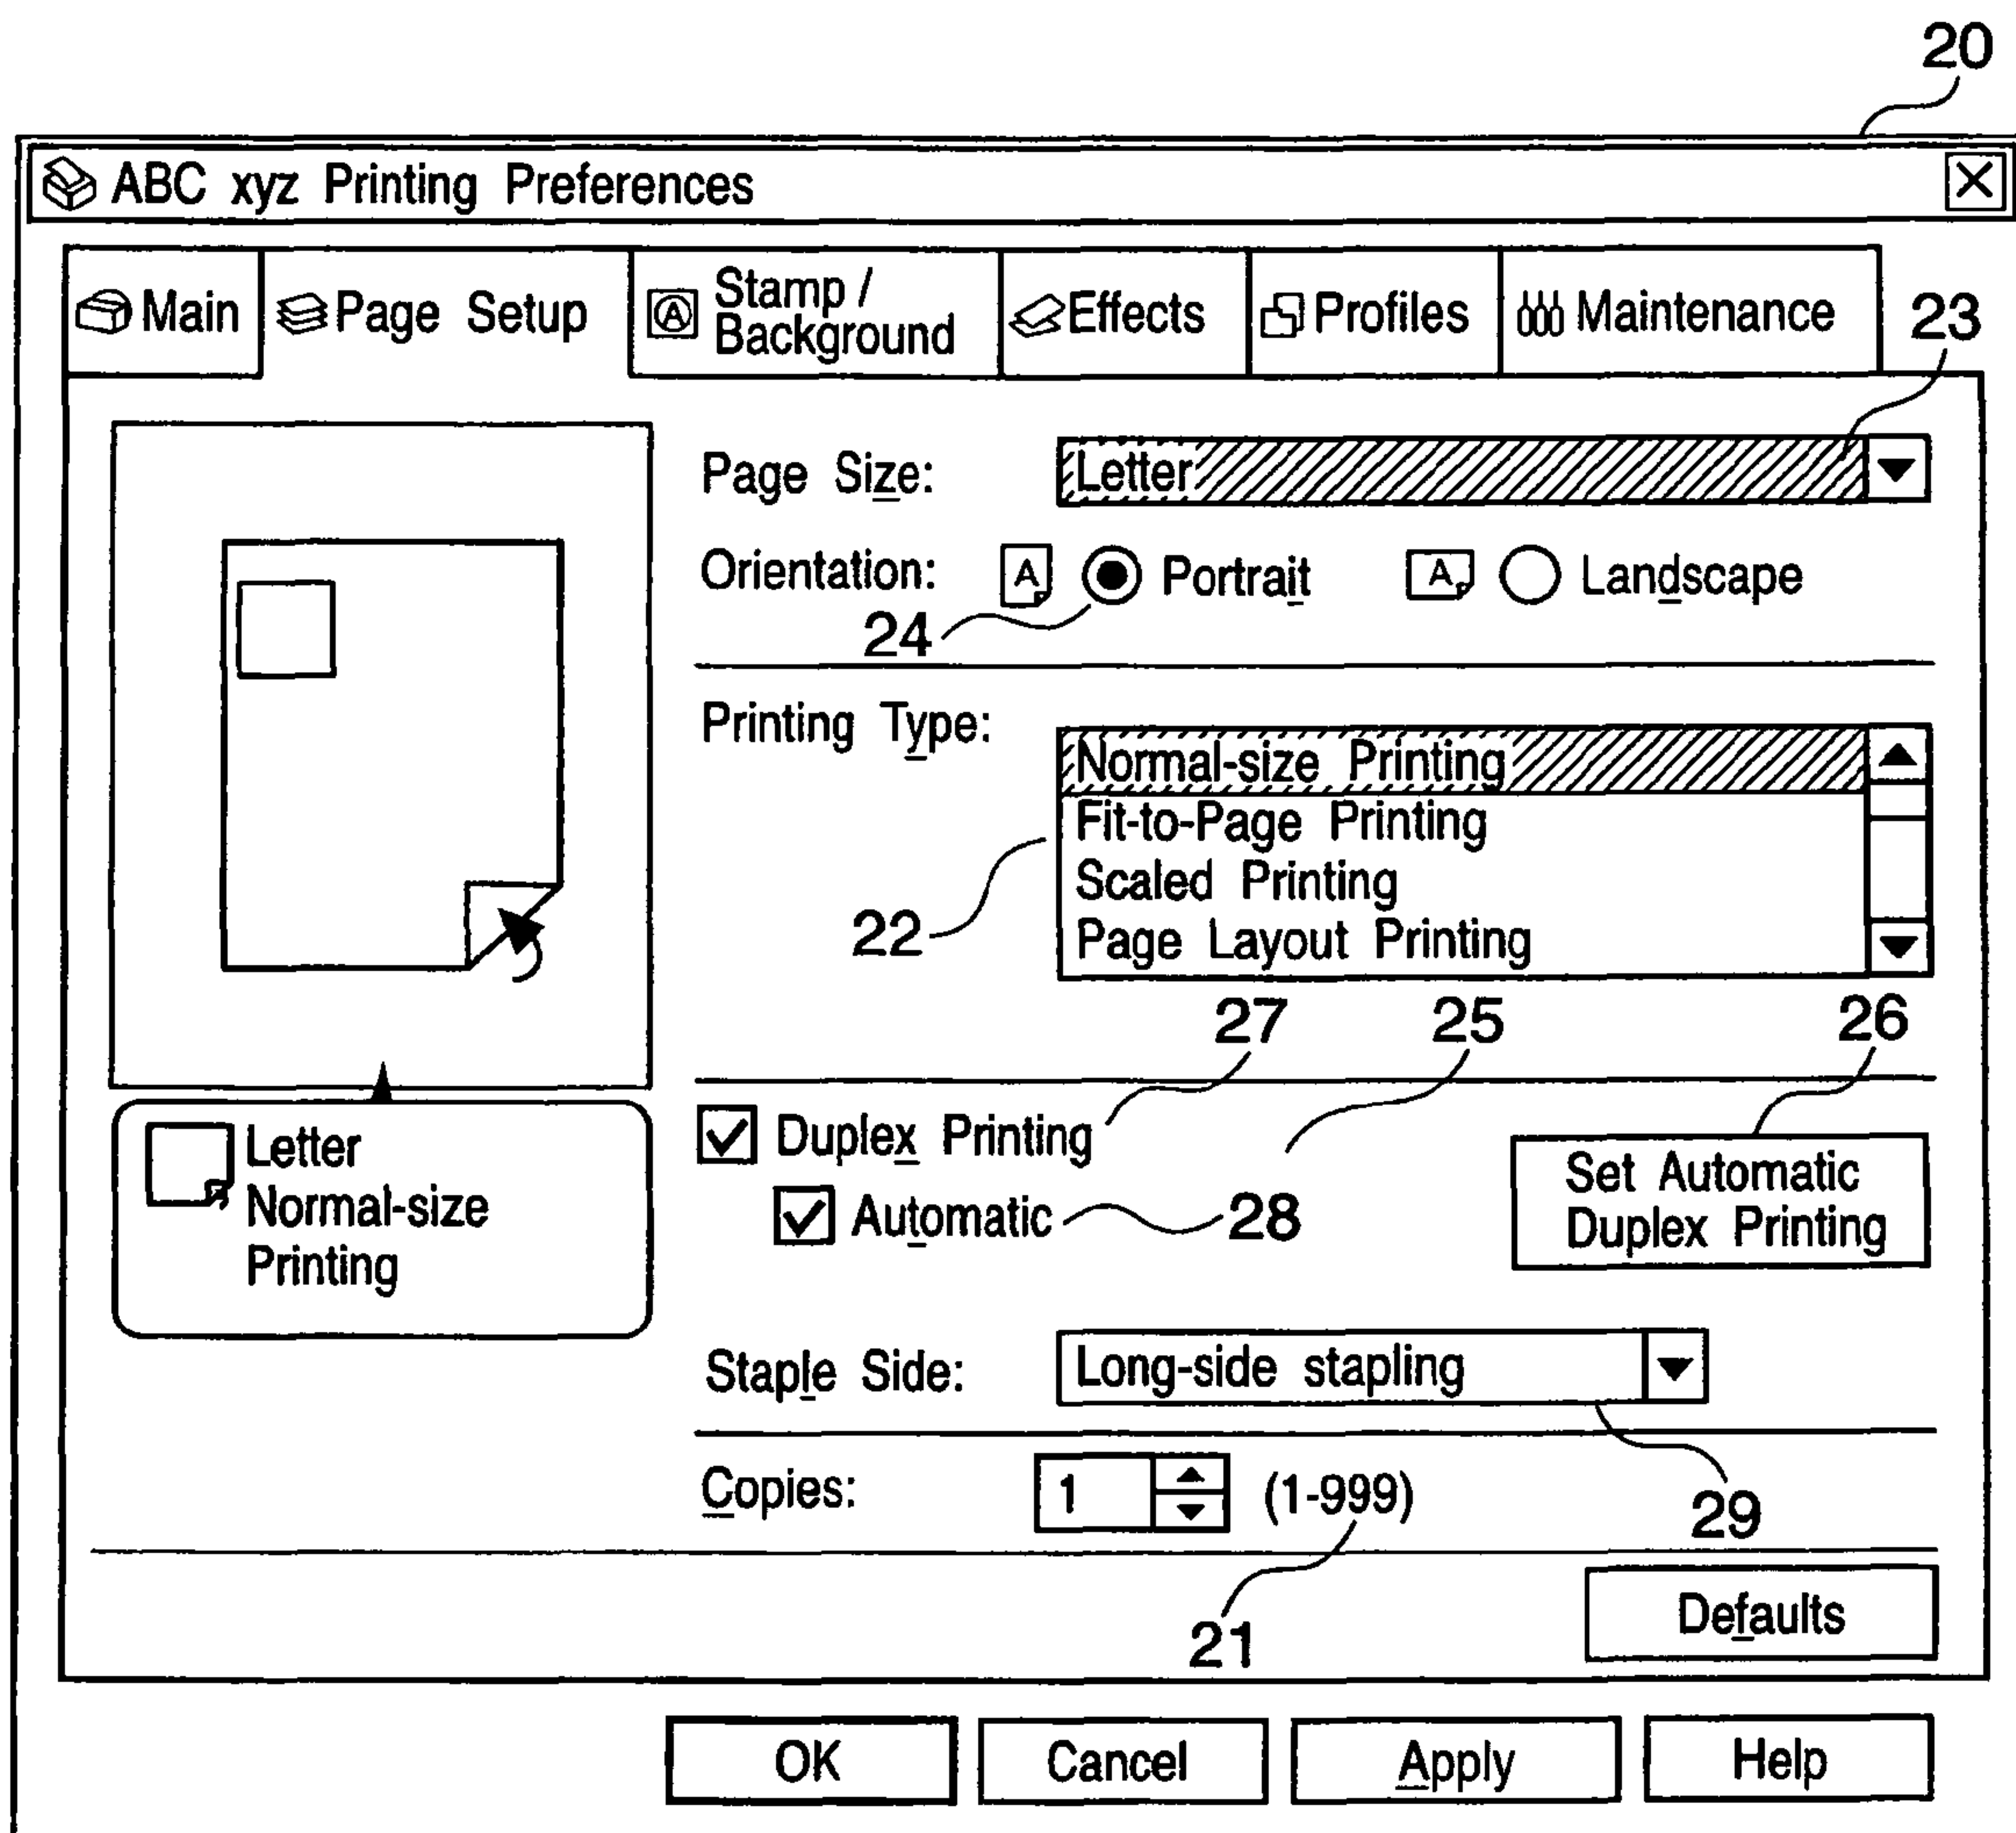 20
ABC xyz Printing Preferences
Main
Page Setup
Stamp /
Background
Effects
Profiles
Maintenance
23
Page Size:
Letter
Orientation:
A
Portrait
A
Landscape
24
Printing Type:
Normal-size Printing
Fit-to-Page Printing
Scaled Printing
Page Layout Printing
22
27
25
26
Duplex Printing
Automatic
28
Set Automatic
Duplex Printing
Letter
Normal-size
Printing
Staple Side:
Long-side stapling
29
Copies:
1
(1-999)
21
Defaults
OK
Cancel
Apply
Help